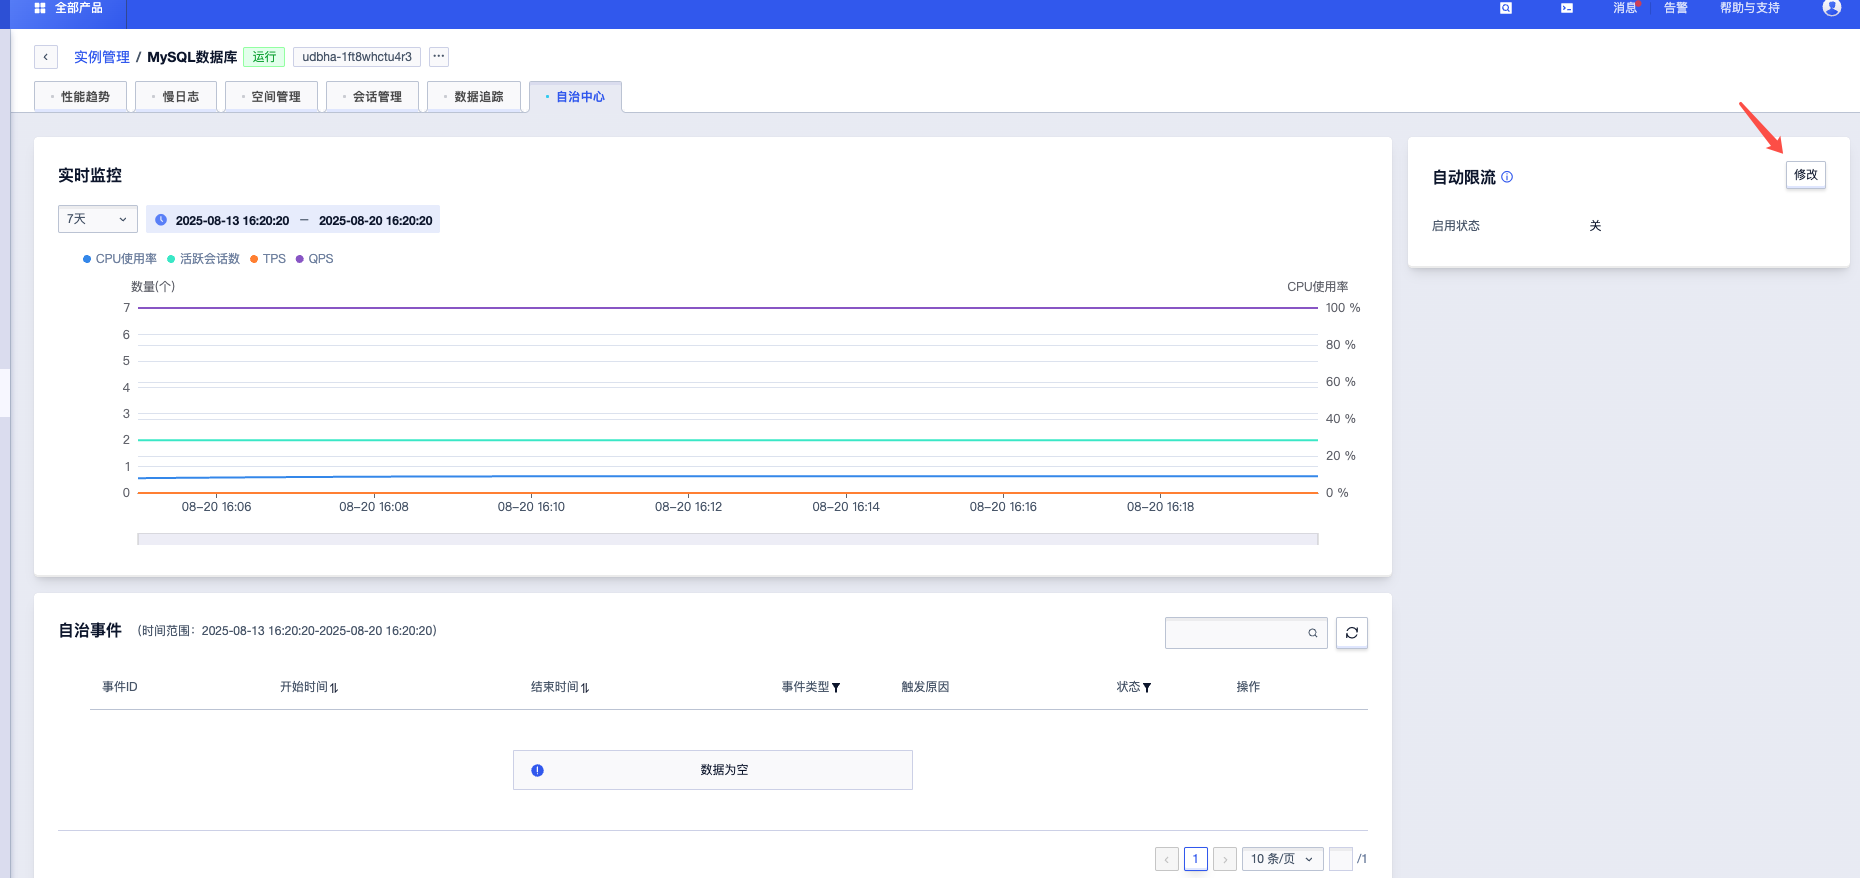 全部产品
消息 告警 帮助与支持
实例管理 / MySQL数据库 运行 udbha-1ft8whctu4r3 ···
性能趋势 慢日志 空间管理 会话管理 数据追踪 自治中心
实时监控
7天 2025-08-13 16:20:20 – 2025-08-20 16:20:20
CPU使用率 活跃会话数 TPS QPS
数量(个) CPU使用率
7 100 %
6
80 %
5
4 60 %
3 40 %
2
1 20 %
0 0 %
08–20 16:06 08–20 16:08 08–20 16:10 08–20 16:12 08–20 16:14 08–20 16:16 08–20 16:18
自动限流 修改
启用状态 关
自治事件 (时间范围：2025-08-13 16:20:20-2025-08-20 16:20:20)
事件ID 开始时间 结束时间 事件类型 触发原因 状态 操作
数据为空
1 10 条/页 /1